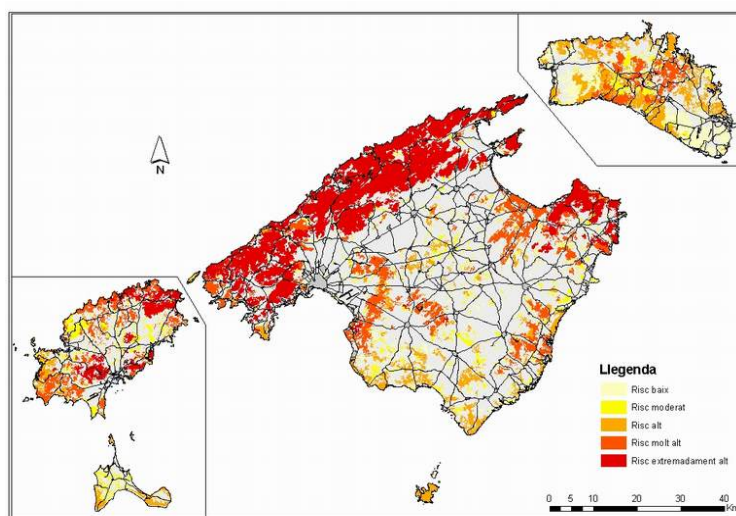 N
Llegenda
Risc baix
Risc moderat
Risc alt
Risc molt alt
Risc extremadament alt
0 5 10 20 30 40
Km